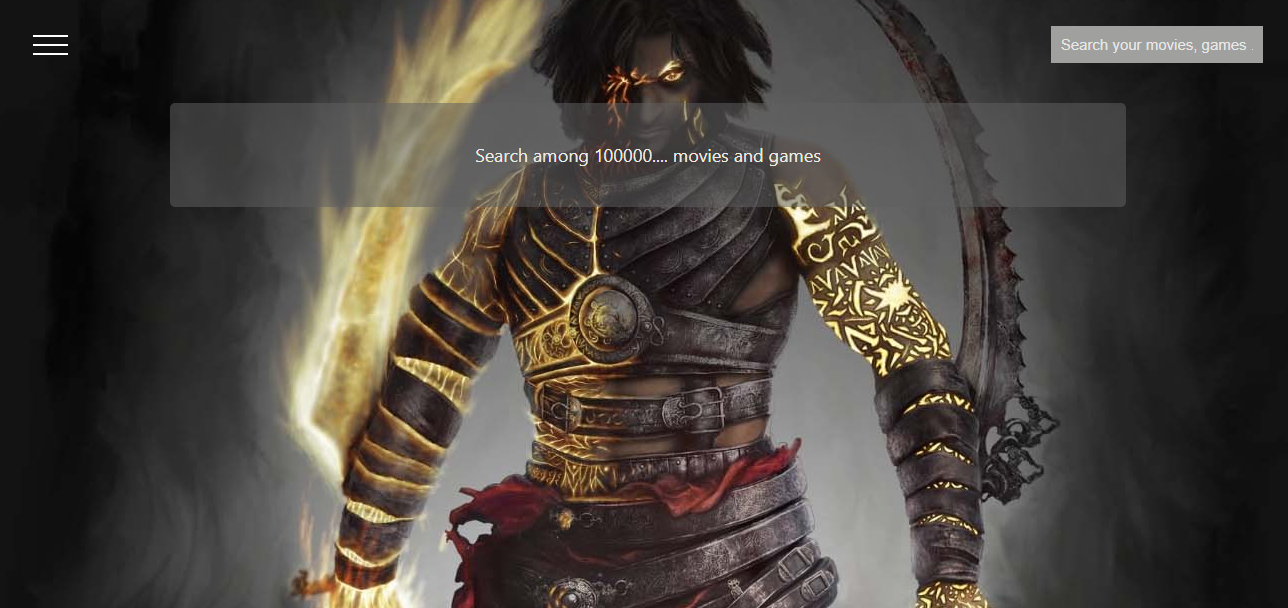 Search your movies, games .
Search among 100000.... movies and games